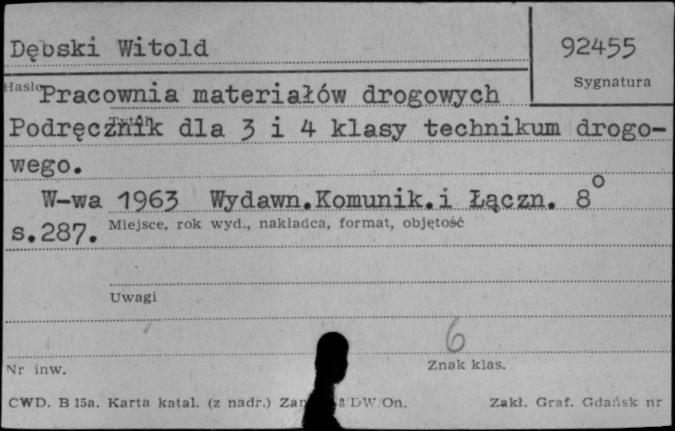 Dębski Witold
92455
Hasło
Sygnatura
Pracownia materiałów drogowych
Tytuł
Podręcznik dla 3 i 4 klasy technikum drogo-
wego.
W-wa 1963 Wydawn.Komunik.i Łączn. 8°
s.287.
Miejsce, rok wyd., nakładca, format, objętość
Uwagi
6
Nr inw.
Znak klas.
CWD. B 15a. Karta katal. (z nadr.) DW/On.
Zakł. Graf. Gdańsk nr